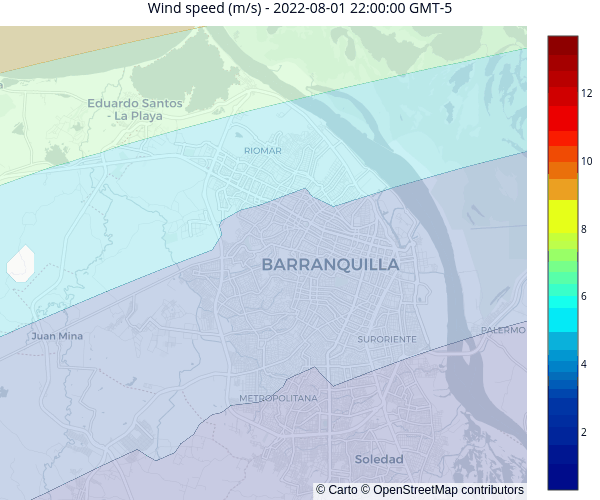 Wind speed (m/s) - 2022-08-01 22:00:00 GMT-5
Eduardo Santos
- La Playa
RIOMAR
BARRANQUILLA
Juan Mina
SURORIENTE
PALERMO
METROPOLITANA
Soledad
© Carto © OpenStreetMap contributors
12
10
8
6
4
2